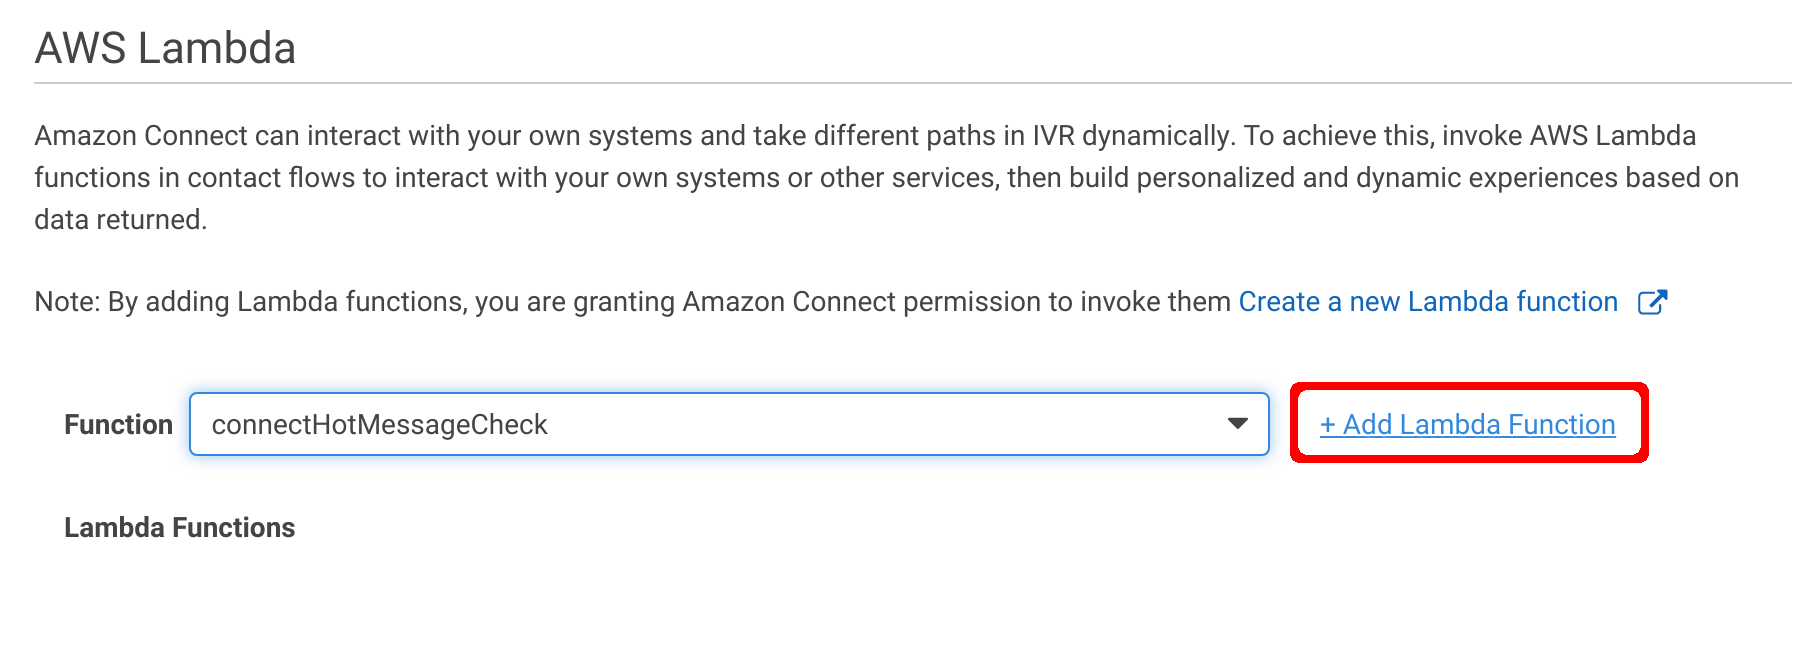 AWS Lambda
Amazon Connect can interact with your own systems and take different paths in IVR dynamically. To achieve this, invoke AWS Lambda
functions in contact flows to interact with your own systems or other services, then build personalized and dynamic experiences based on
data returned.
Note: By adding Lambda functions, you are granting Amazon Connect permission to invoke them Create a new Lambda function
Function connectHotMessageCheck + Add Lambda Function
Lambda Functions